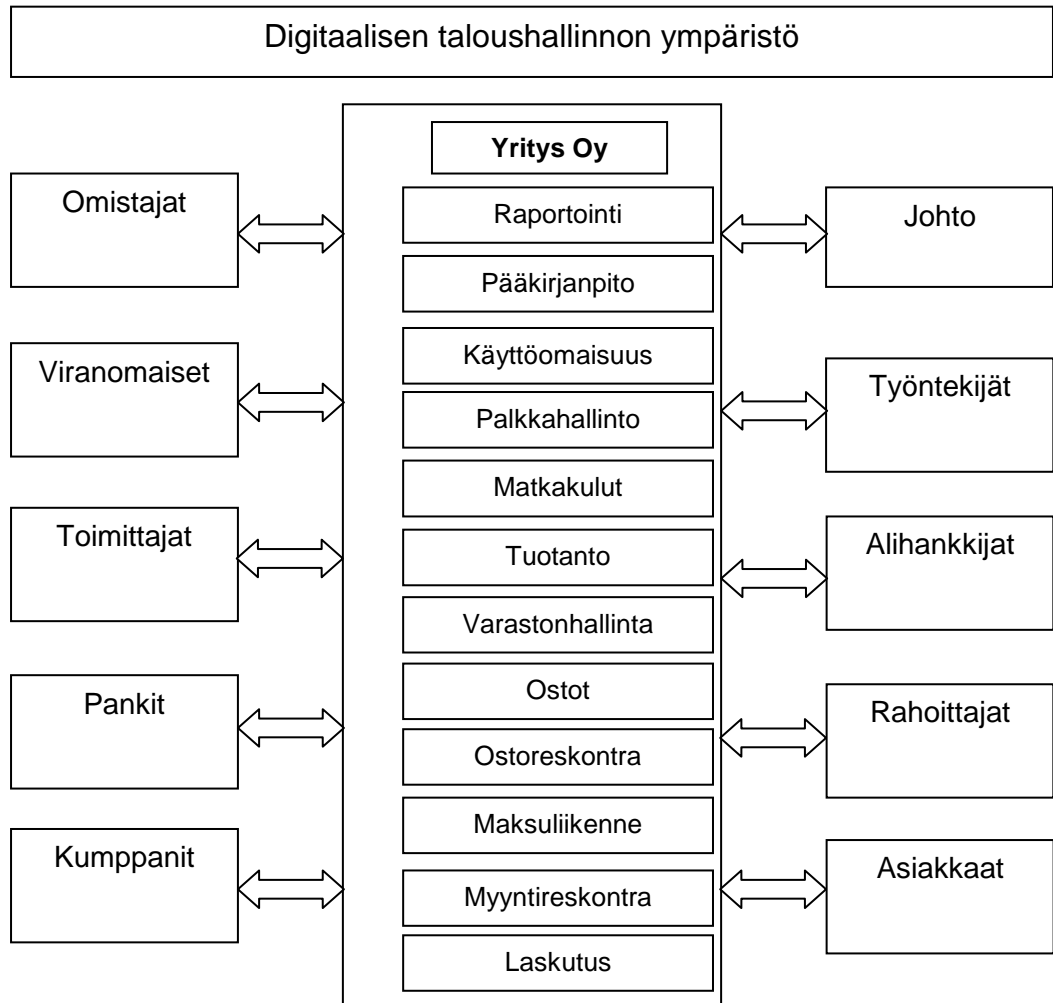 Digitaalisen taloushallinnon ympäristö
Yritys Oy
Omistajat
Raportointi
Johto
Pääkirjanpito
Viranomaiset
Käyttöomaisuus
Työntekijät
Palkkahallinto
Matkakulut
Toimittajat
Tuotanto
Alihankkijat
Varastonhallinta
Pankit
Ostot
Rahoittajat
Ostoreskontra
Maksuliikenne
Kumppanit
Asiakkaat
Myyntireskontra
Laskutus